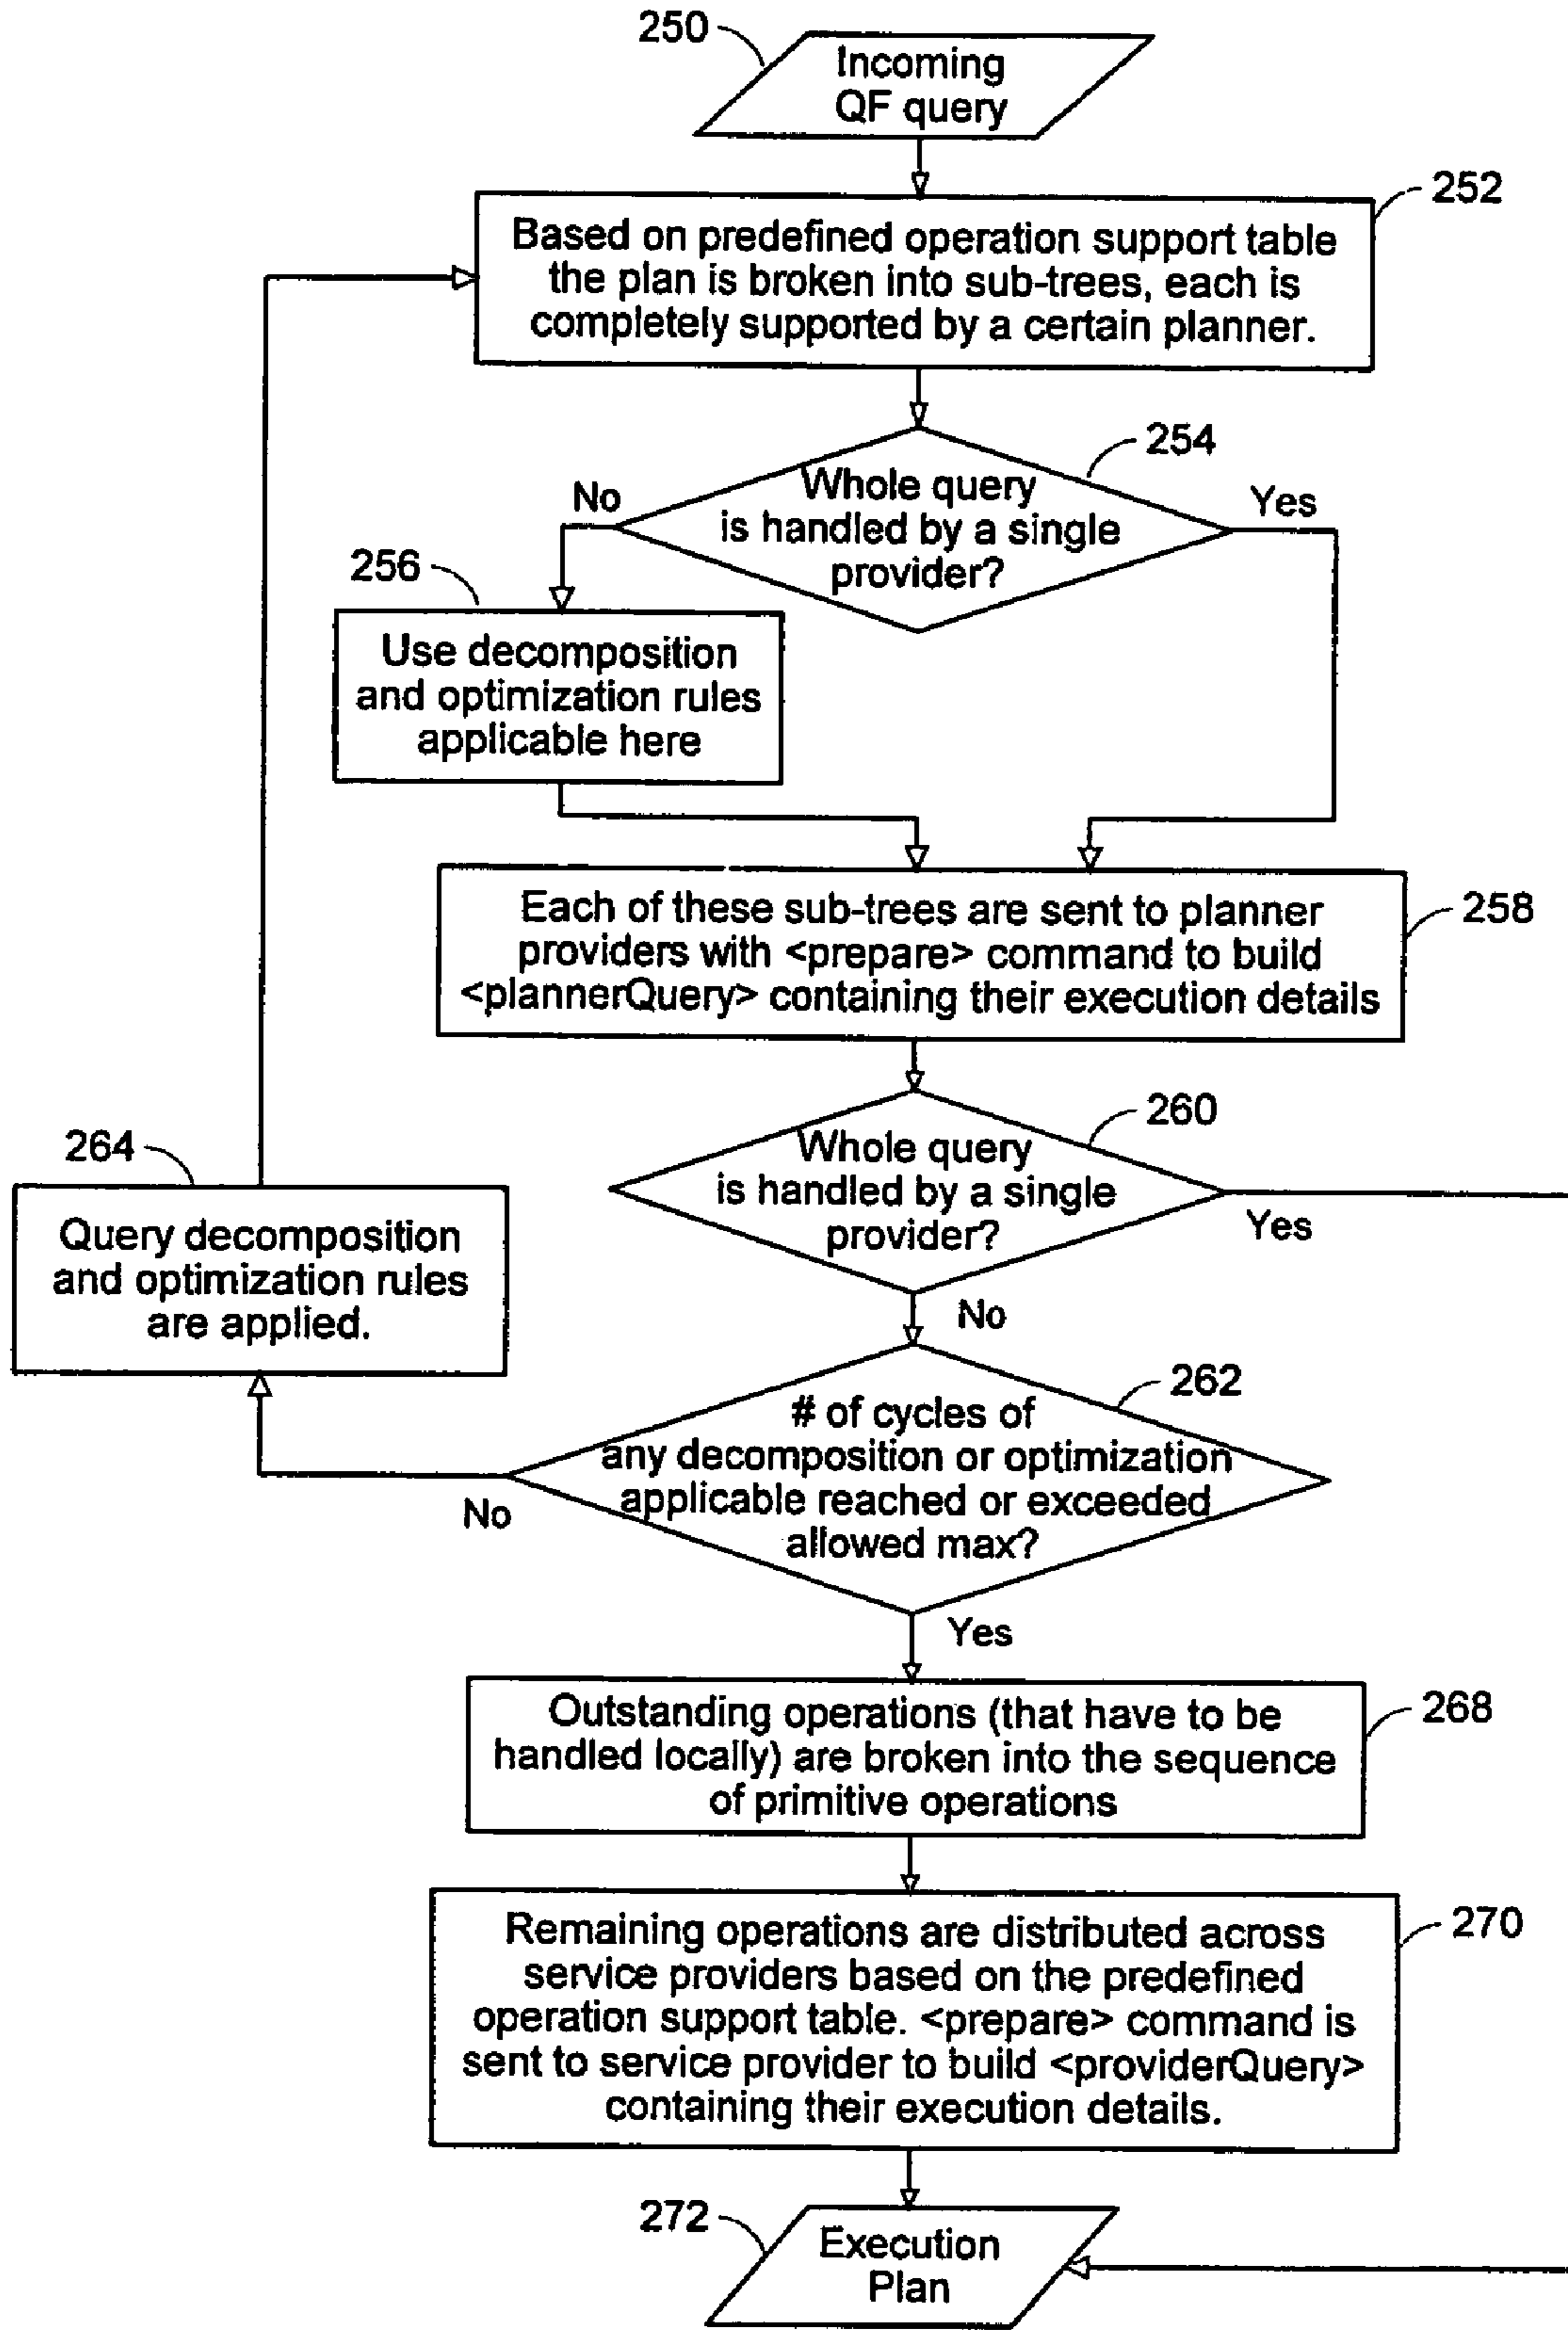 250
Incoming
QF query
252
Based on predefined operation support table
the plan is broken into sub-trees, each is
completely supported by a certain planner.
254
Whole query
is handled by a single
provider?
No
Yes
256
Use decomposition
and optimization rules
applicable here
258
Each of these sub-trees are sent to planner
providers with <prepare> command to build
<plannerQuery> containing their execution details
260
Whole query
is handled by a single
provider?
Yes
No
264
Query decomposition
and optimization rules
are applied.
262
# of cycles of
any decomposition or optimization
applicable reached or exceeded
allowed max?
No
Yes
268
Outstanding operations (that have to be
handled locally) are broken into the sequence
of primitive operations
270
Remaining operations are distributed across
service providers based on the predefined
operation support table. <prepare> command is
sent to service provider to build <providerQuery>
containing their execution details.
272
Execution
Plan